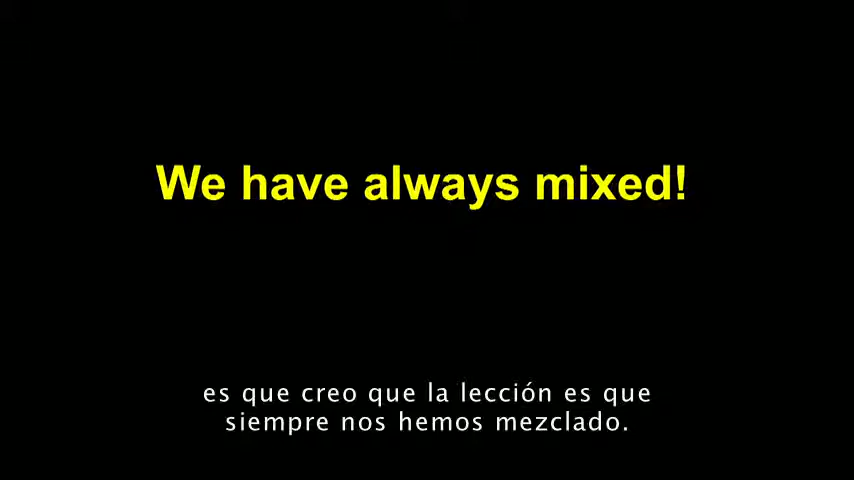 We have always mixed!
es que creo que la lección es que
siempre nos hemos mezclado.